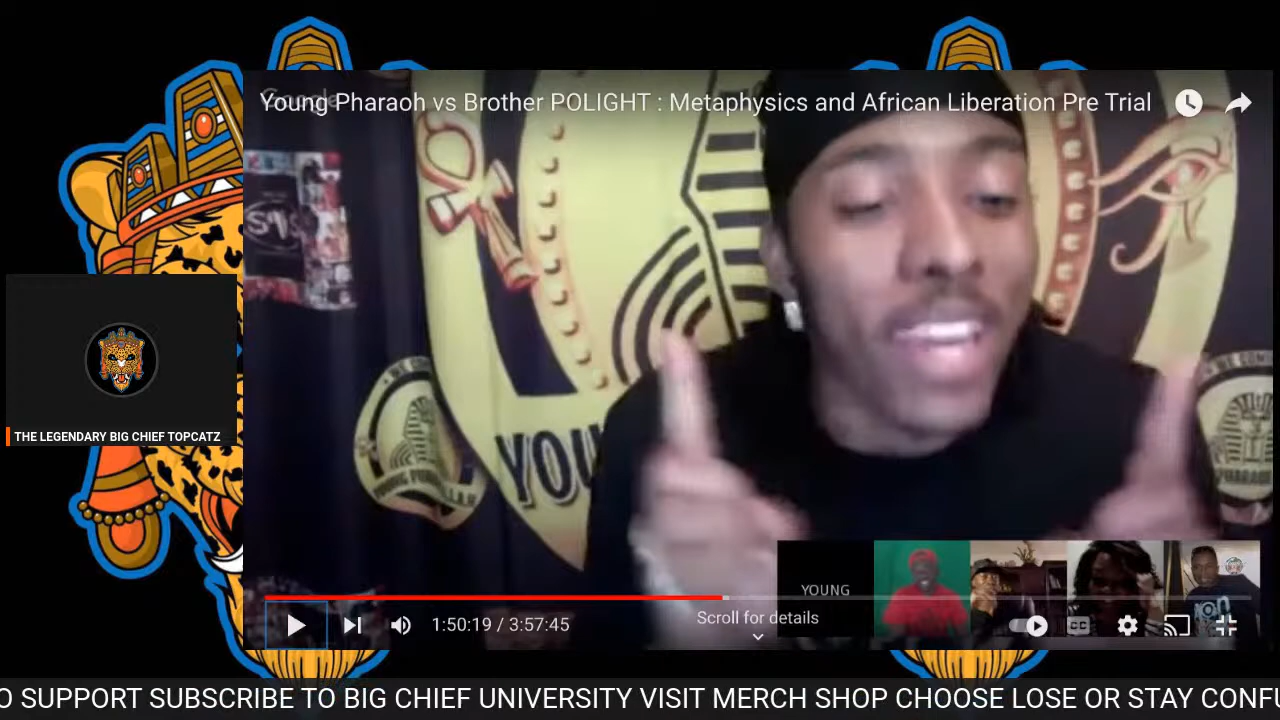 Google
Young Pharaoh vs Brother POLIGHT : Metaphysics and African Liberation Pre Trial
YOU
THE LEGENDARY BIG CHIEF TOPCATZ
YOUNG
Scroll for details
1:50:19 / 3:57:45
CC
O SUPPORT SUBSCRIBE TO BIG CHIEF UNIVERSITY VISIT MERCH SHOP CHOOSE LOSE OR STAY CONFU